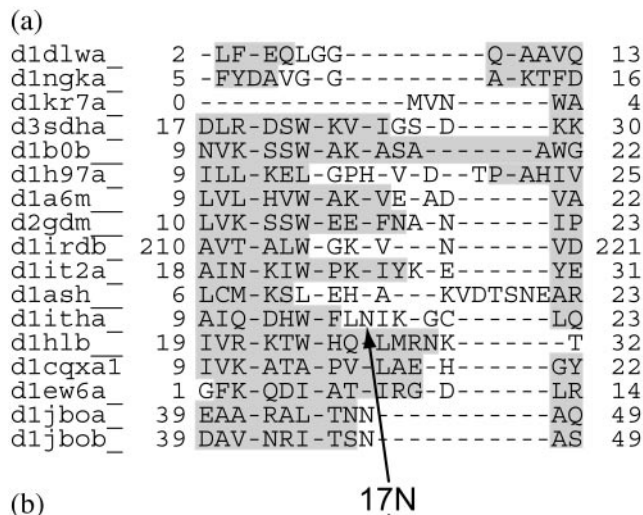 (a)
d1dlwa_ 2 -LF-EQLGG---------Q-AAVQ 13
d1ngka_ 5 -FYDAVG-G---------A-KTFD 16
d1kr7a_ 0 -------------MVN------WA 4
d3sdha_ 17 DLR-DSW-KV-IGS-D------KK 30
d1b0b__ 9 NVK-SSW-AK-ASA-------AWG 22
d1h97a_ 9 ILL-KEL-GPH-V-D--TP-AHIV 25
d1a6m__ 9 LVL-HVW-AK-VE-AD------VA 22
d2gdm__ 10 LVK-SSW-EE-FNA-N------IP 23
d1irdb_ 210 AVT-ALW-GK-V---N------VD 221
d1it2a_ 18 AIN-KIW-PK-IYK-E------YE 31
d1ash__ 6 LCM-KSL-EH-A---KVDTSNEAR 23
d1itha_ 9 AIQ-DHW-FLNIK-GC------LQ 23
d1hlb__ 19 IVR-KTW-HQ-LMRNK-------T 32
d1cqxa1 9 IVK-ATA-PV-LAE-H------GY 22
d1ew6a_ 1 GFK-QDI-AT-IRG-D------LR 14
d1jboa_ 39 EAA-RAL-TNN-----------AQ 49
d1jbob_ 39 DAV-NRI-TSN-----------AS 49
(b) 17N